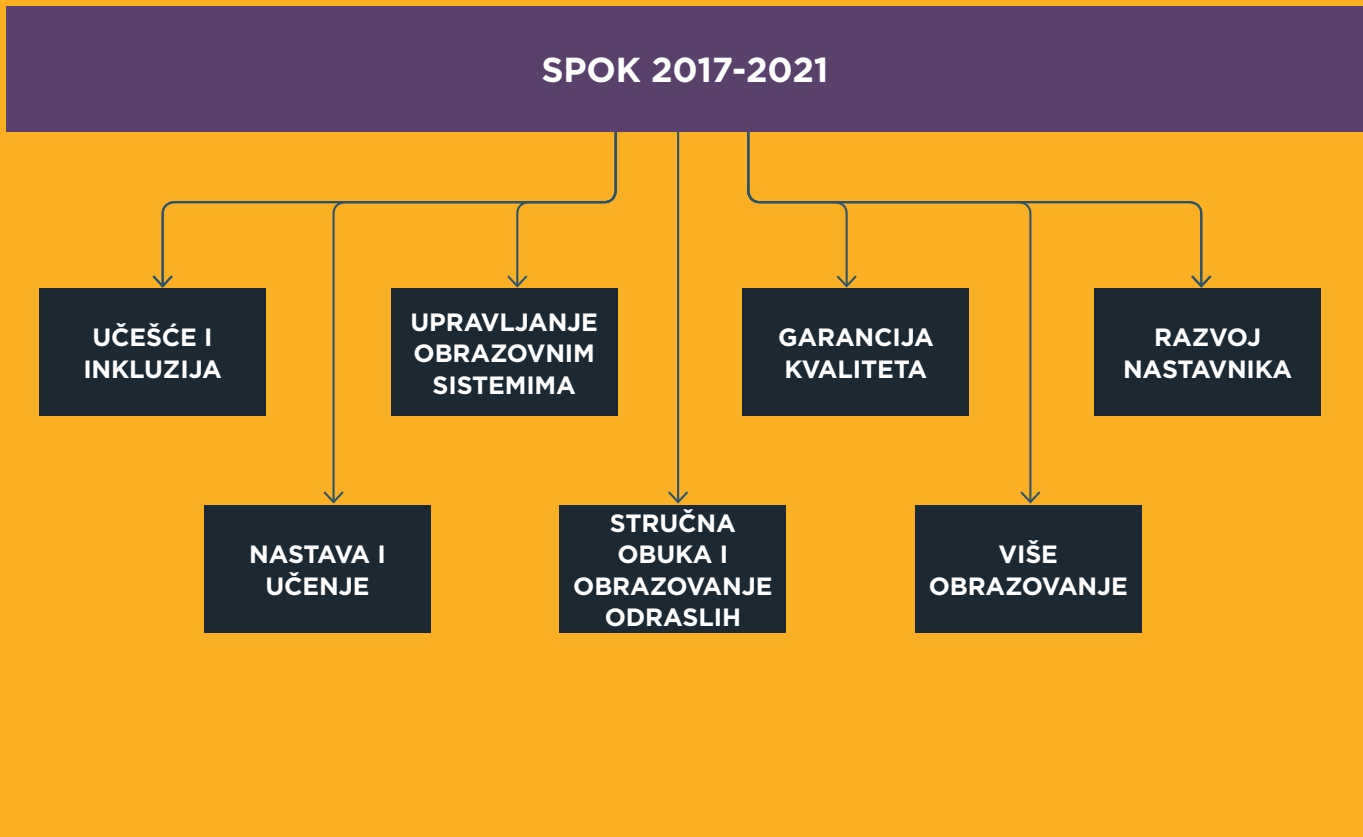 SPOK 2017-2021
UČEŠĆE I
INKLUZIJA
UPRAVLJANJE
OBRAZOVNIM
SISTEMIMA
GARANCIJA
KVALITETA
RAZVOJ
NASTAVNIKA
NASTAVA I
UČENJE
STRUČNA
OBUKA I
OBRAZOVANJE
ODRASLIH
VIŠE
OBRAZOVANJE